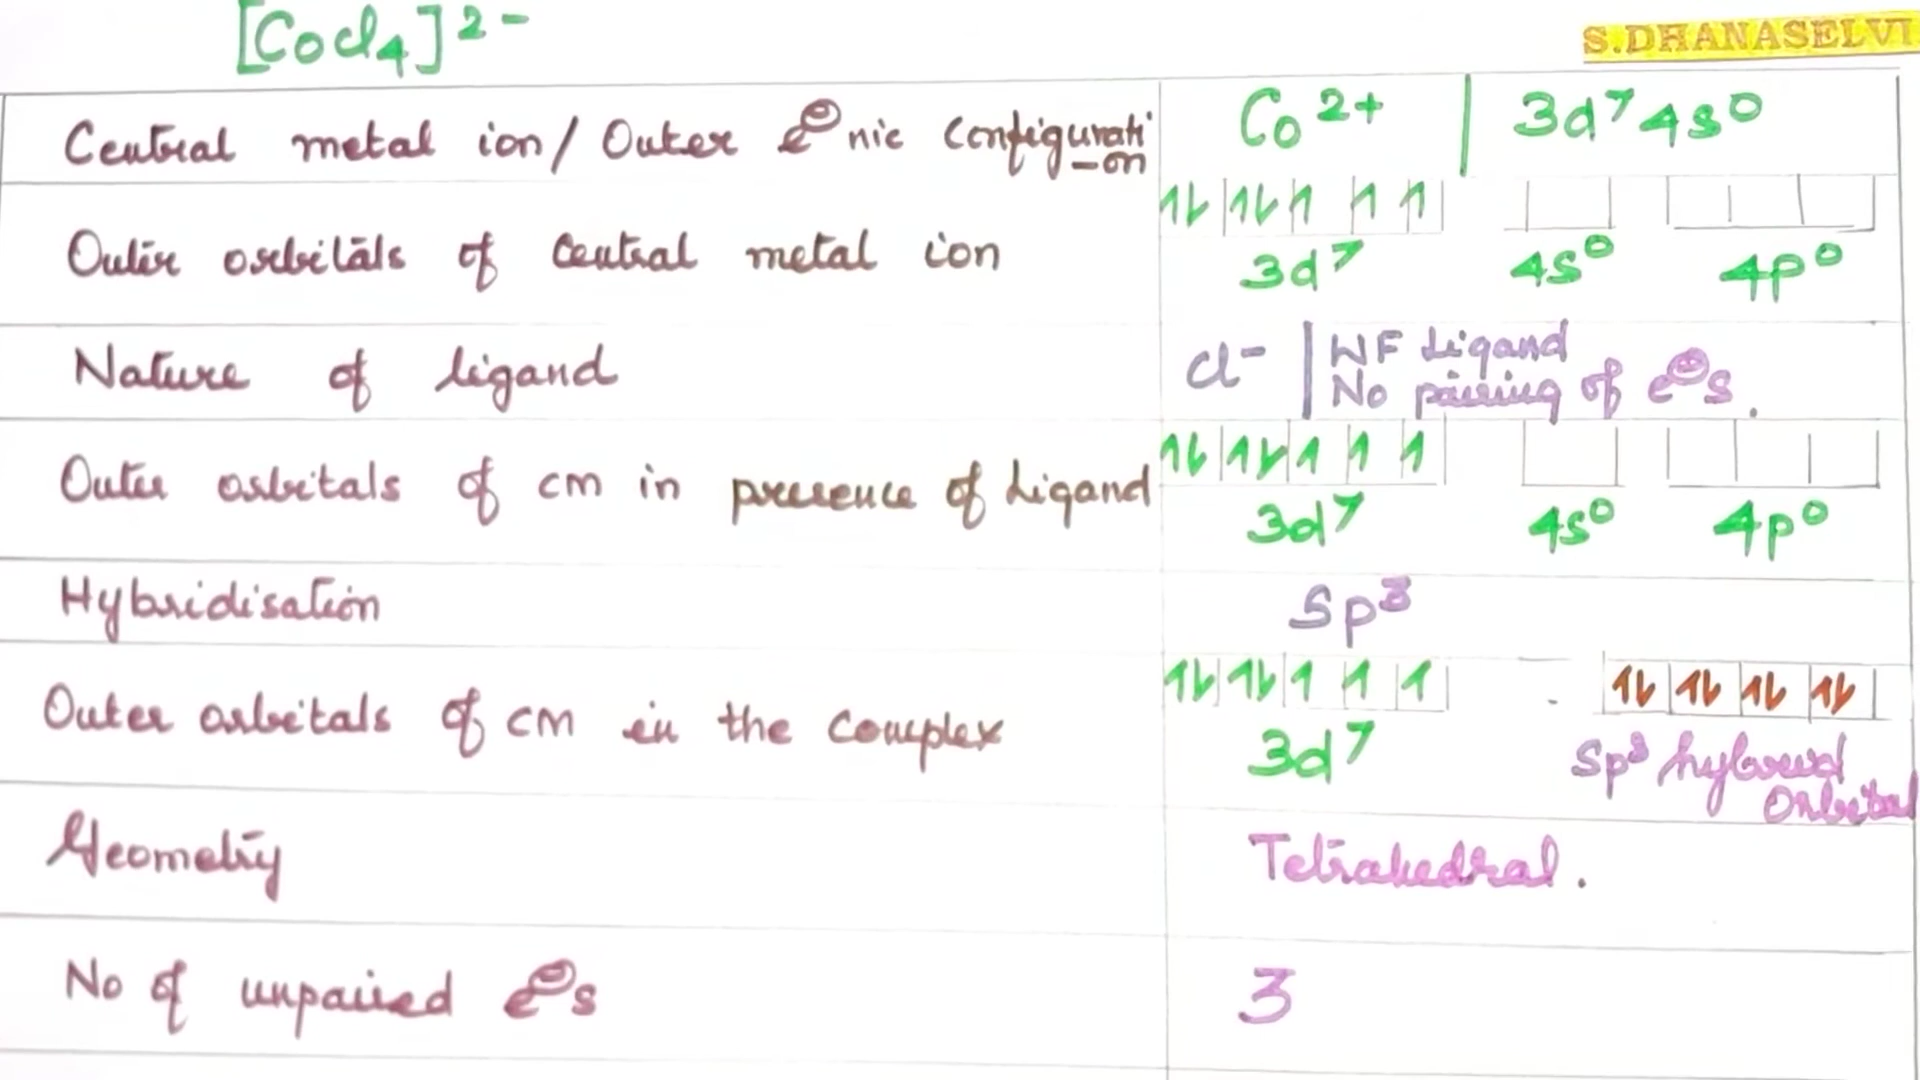 [CoCl₄]²⁻
S.DHANASELVI
Central metal ion/ Outer e⊖nic Configurati-on
Co²⁺ | 3d⁷4s⁰
Outer orbitals of Central metal ion
3d⁷ 4s⁰ 4p⁰
Nature of ligand
Cl⁻ | WF Ligand
No pairing of e⊖s.
Outer orbitals of cm in presence of Ligand
3d⁷ 4s⁰ 4p⁰
Hybridisation
Sp³
Outer orbitals of cm in the Complex
3d⁷ Sp³ hybrid
Orbital
Geometry
Tetrahedral.
No of unpaired e⊖s
3